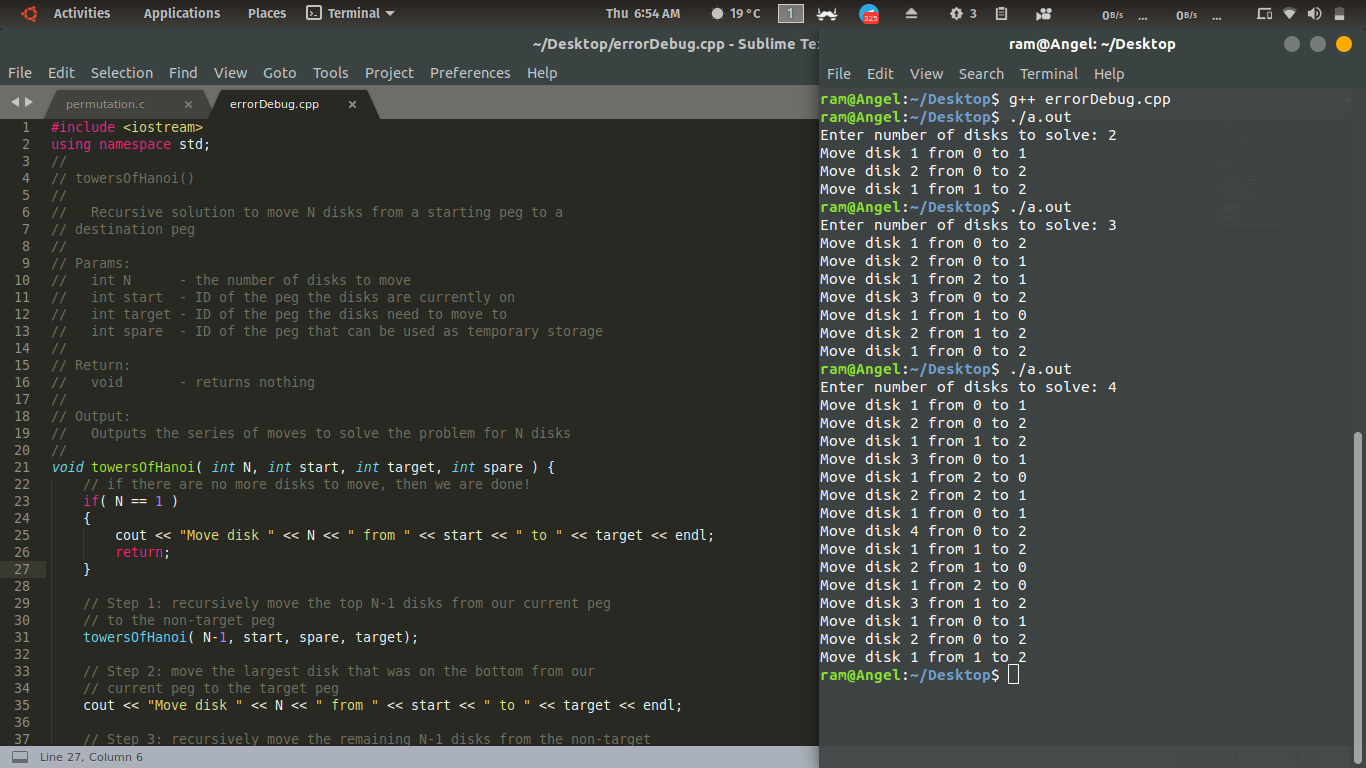 Activities Applications Places Terminal Thu 6:54 AM 19 °C 1 325 3 0B/s ... 0B/s ...
~/Desktop/errorDebug.cpp - Sublime Te
File Edit Selection Find View Goto Tools Project Preferences Help
permutation.c × errorDebug.cpp ×
1 #include <iostream>
2 using namespace std;
3 //
4 // towersOfHanoi()
5 //
6 //   Recursive solution to move N disks from a starting peg to a
7 // destination peg
8 //
9 // Params:
10 //   int N      - the number of disks to move
11 //   int start  - ID of the peg the disks are currently on
12 //   int target - ID of the peg the disks need to move to
13 //   int spare  - ID of the peg that can be used as temporary storage
14 //
15 // Return:
16 //   void       - returns nothing
17 //
18 // Output:
19 //   Outputs the series of moves to solve the problem for N disks
20 //
21 void towersOfHanoi( int N, int start, int target, int spare ) {
22     // if there are no more disks to move, then we are done!
23     if( N == 1 )
24     {
25         cout << "Move disk " << N << " from " << start << " to " << target << endl;
26         return;
27     }
28
29     // Step 1: recursively move the top N-1 disks from our current peg
30     // to the non-target peg
31     towersOfHanoi( N-1, start, spare, target);
32
33     // Step 2: move the largest disk that was on the bottom from our
34     // current peg to the target peg
35     cout << "Move disk " << N << " from " << start << " to " << target << endl;
36
37     // Step 3: recursively move the remaining N-1 disks from the non-target
Line 27, Column 6
ram@Angel: ~/Desktop
File Edit View Search Terminal Help
ram@Angel:~/Desktop$ g++ errorDebug.cpp
ram@Angel:~/Desktop$ ./a.out
Enter number of disks to solve: 2
Move disk 1 from 0 to 1
Move disk 2 from 0 to 2
Move disk 1 from 1 to 2
ram@Angel:~/Desktop$ ./a.out
Enter number of disks to solve: 3
Move disk 1 from 0 to 2
Move disk 2 from 0 to 1
Move disk 1 from 2 to 1
Move disk 3 from 0 to 2
Move disk 1 from 1 to 0
Move disk 2 from 1 to 2
Move disk 1 from 0 to 2
ram@Angel:~/Desktop$ ./a.out
Enter number of disks to solve: 4
Move disk 1 from 0 to 1
Move disk 2 from 0 to 2
Move disk 1 from 1 to 2
Move disk 3 from 0 to 1
Move disk 1 from 2 to 0
Move disk 2 from 2 to 1
Move disk 1 from 0 to 1
Move disk 4 from 0 to 2
Move disk 1 from 1 to 2
Move disk 2 from 1 to 0
Move disk 1 from 2 to 0
Move disk 3 from 1 to 2
Move disk 1 from 0 to 1
Move disk 2 from 0 to 2
Move disk 1 from 1 to 2
ram@Angel:~/Desktop$